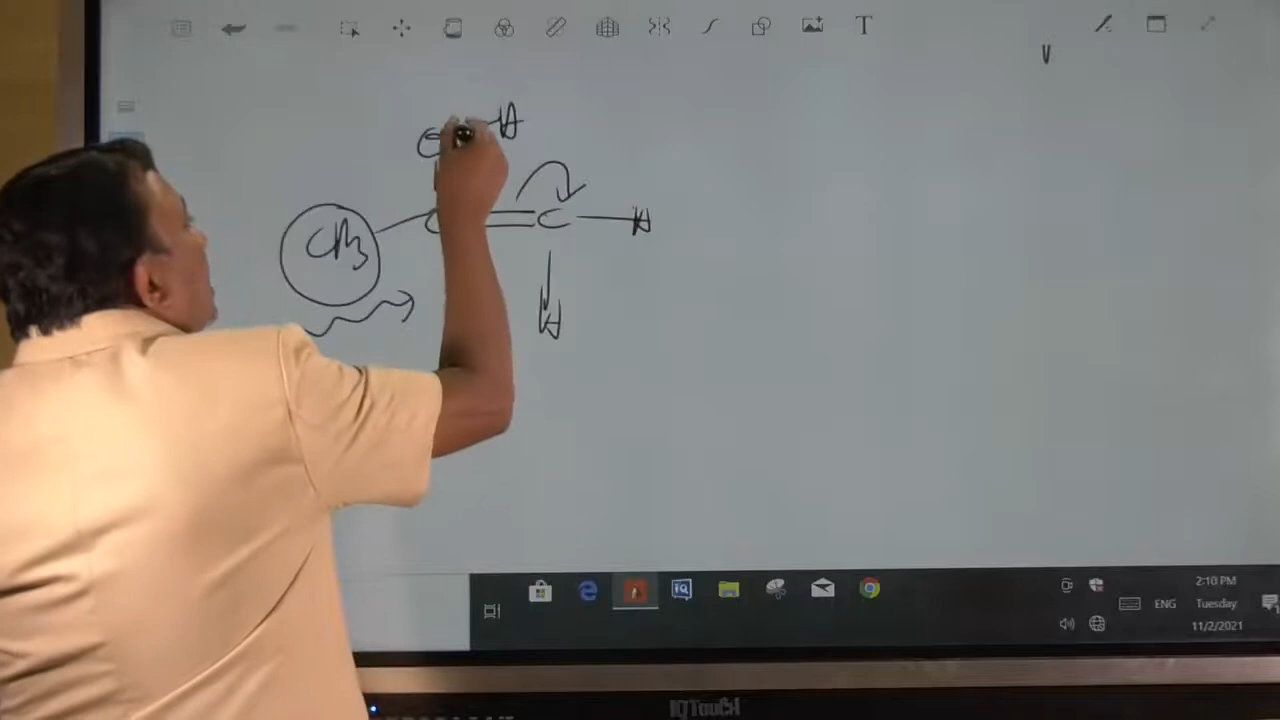 T
H
CH3 C = C H
H
2:10 PM
ENG Tuesday
11/2/2021
IQTouCH